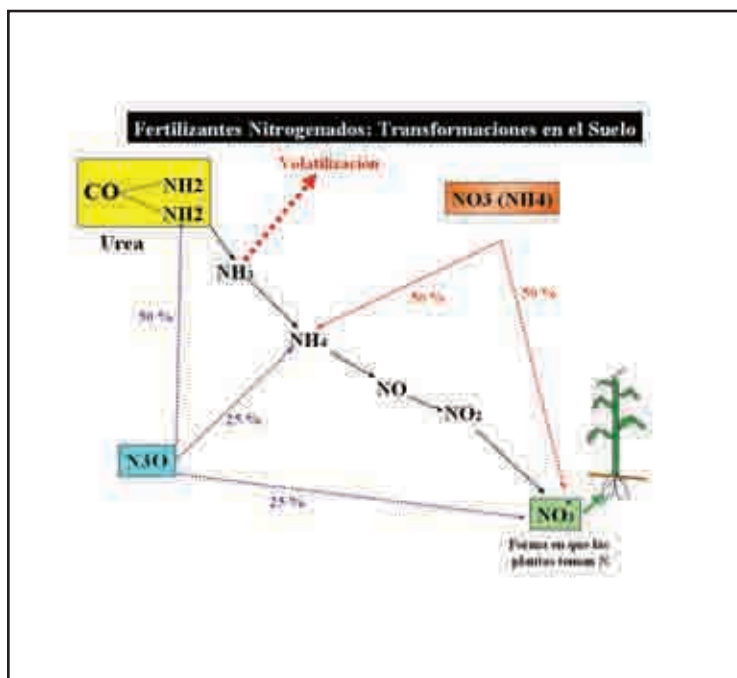 Fertilizantes Nitrogenados: Transformaciones en el Suelo
Volatilización
CO
NH2
NH2
Urea
NO3 (NH4)
NH3
50 %
50 %
50 %
NH4
NO
NO2
25 %
N3O
25 %
NO3
Forma en que las
plantas toman N